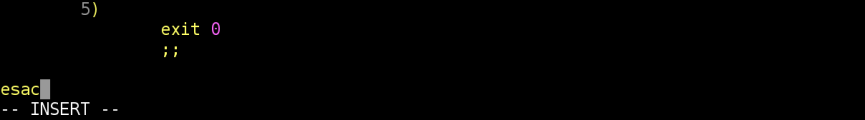 5)
exit 0
;;
esac
-- INSERT --